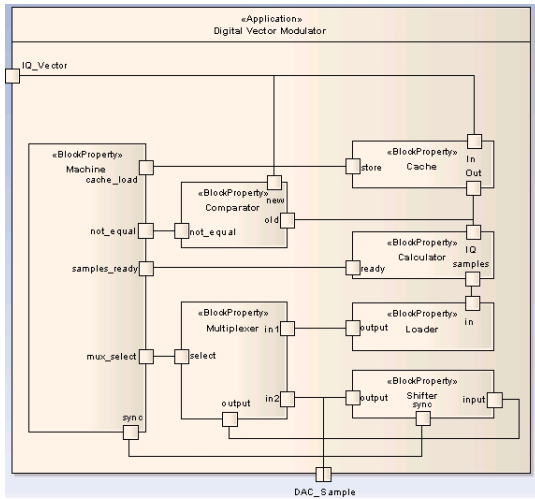 «Application»
Digital Vector Modulator
IQ_Vector
«BlockProperty»
Machine
cache_load
not_equal
samples_ready
mux_select
sync
«BlockProperty»
Comparator
new
old
not_equal
«BlockProperty»
Multiplexer
in1
select
output
in2
«BlockProperty»
Cache
In
store
Out
«BlockProperty»
Calculator
IQ
samples
ready
«BlockProperty»
Loader
output
in
«BlockProperty»
Shifter
output
sync
input
DAC_Sample